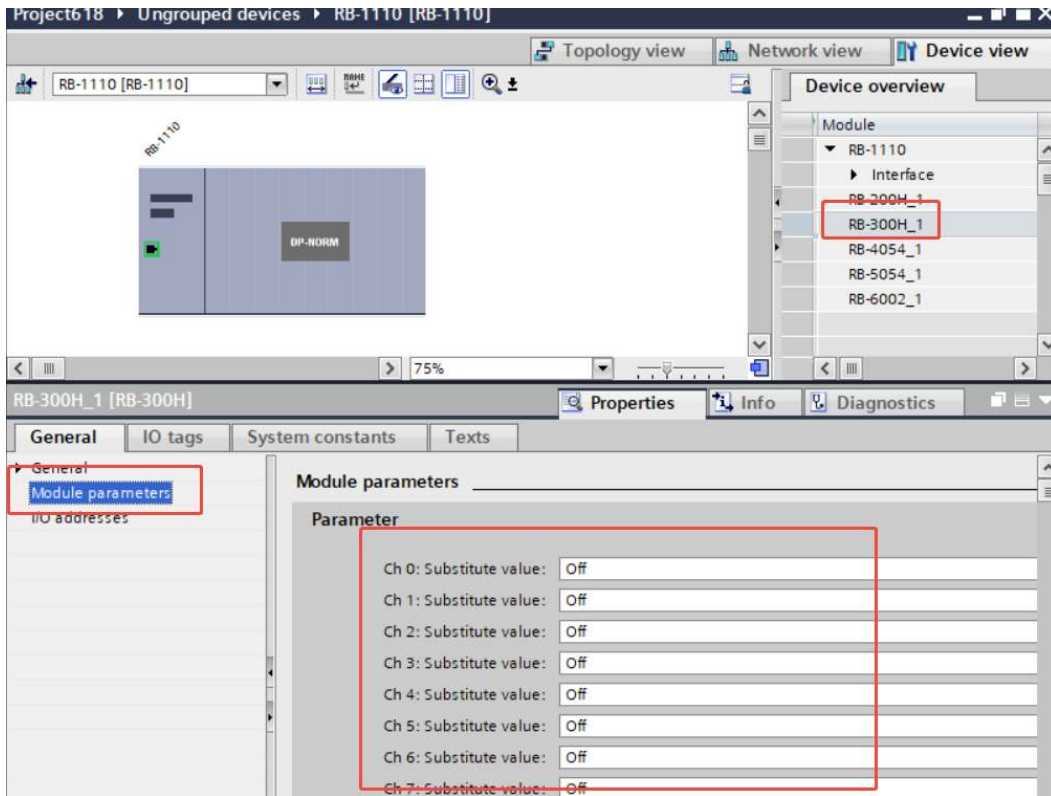 Project618 ▸ Ungrouped devices ▸ RB-1110 [RB-1110]
Topology view Network view Device view
RB-1110 [RB-1110] Device overview
Module
RB-1110
Interface
RB-200H_1
RB-300H_1
RB-4054_1
RB-5054_1
RB-6002_1
RB-1110
DP-NORM
75%
RB-300H_1 [RB-300H] Properties Info Diagnostics
General IO tags System constants Texts
General
Module parameters
I/O addresses
Module parameters
Parameter
Ch 0: Substitute value: Off
Ch 1: Substitute value: Off
Ch 2: Substitute value: Off
Ch 3: Substitute value: Off
Ch 4: Substitute value: Off
Ch 5: Substitute value: Off
Ch 6: Substitute value: Off
Ch 7: Substitute value: Off